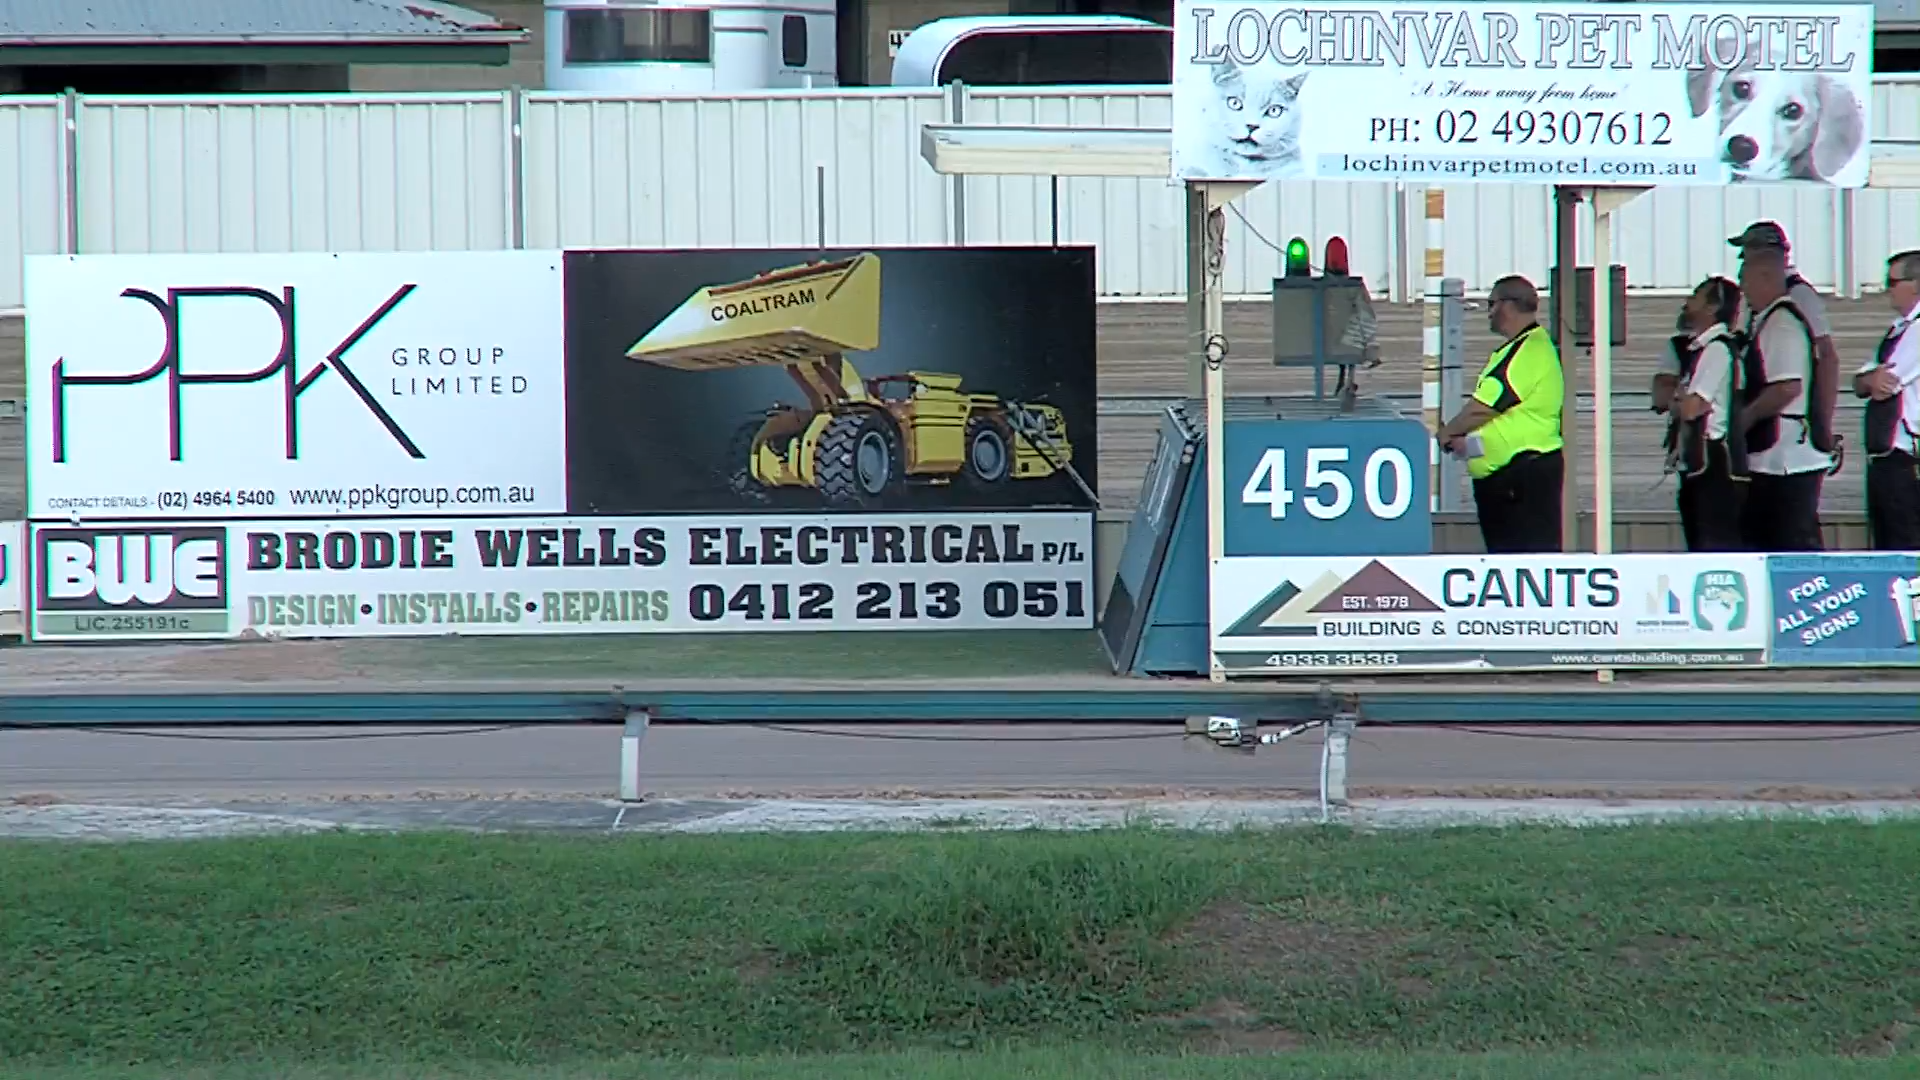 LOCHINVAR PET MOTEL
"A Home away from home"
PH: 02 49307612
lochinvarpetmotel.com.au
PPK
GROUP
LIMITED
CONTACT DETAILS - (02) 4964 5400 www.ppkgroup.com.au
COALTRAM
BWE
LIC.255191c
BRODIE WELLS ELECTRICAL P/L
DESIGN • INSTALLS • REPAIRS 0412 213 051
450
EST. 1978
CANTS
BUILDING & CONSTRUCTION
4933 3538 www.cantsbuilding.com.au
HIA
FOR
ALL YOUR
SIGNS